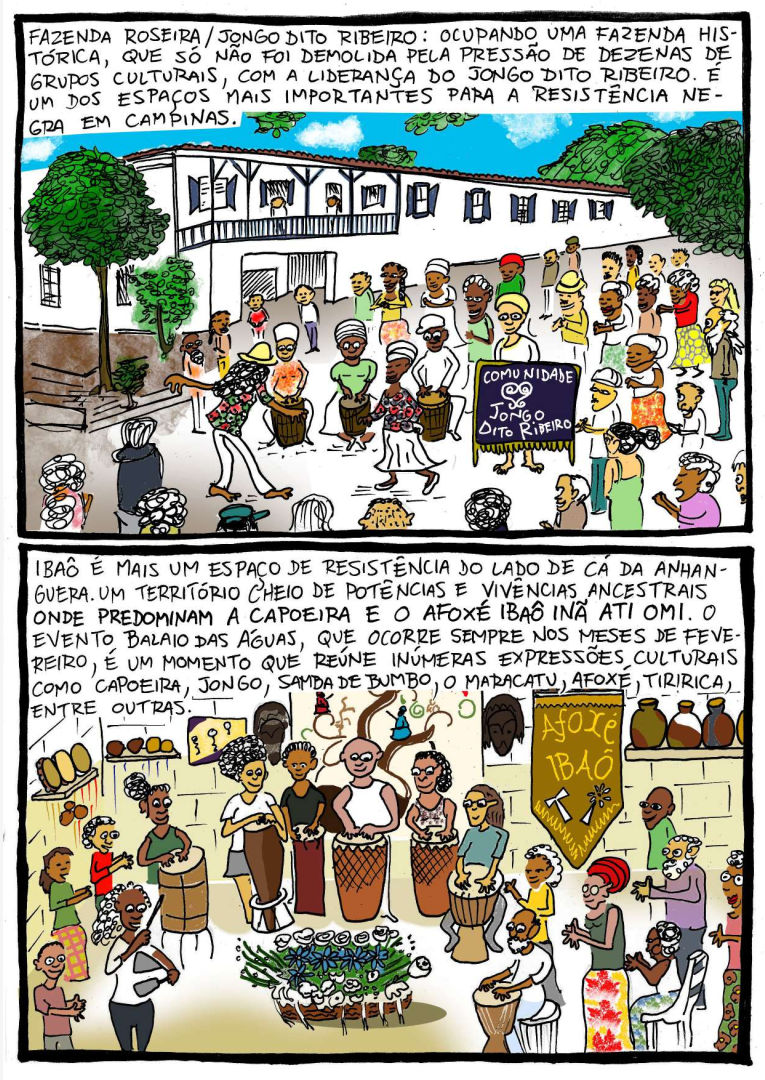 FAZENDA ROSEIRA/JONGO DITO RIBEIRO: OCUPANDO UMA FAZENDA HIS-
TÓRICA, QUE SÓ NÃO FOI DEMOLIDA PELA PRESSÃO DE DEZENAS DE
GRUPOS CULTURAIS, COM A LIDERANÇA DO JONGO DITO RIBEIRO. É
UM DOS ESPAÇOS MAIS IMPORTANTES PARA A RESISTÊNCIA NE-
GRA EM CAMPINAS.
COMUNIDADE
JONGO
DITO RIBEIRO
IBAÔ É MAIS UM ESPAÇO DE RESISTÊNCIA DO LADO DE CÁ DA ANHAN-
GUERA. UM TERRITÓRIO CHEIO DE POTÊNCIAS E VIVÊNCIAS ANCESTRAIS
ONDE PREDOMINAM A CAPOEIRA E O AFOXÉ IBAÔ INÃ ATI OMI. O
EVENTO BALAIO DAS ÁGUAS, QUE OCORRE SEMPRE NOS MESES DE FEVE-
REIRO, É UM MOMENTO QUE REÚNE INÚMERAS EXPRESSÕES CULTURAIS
COMO CAPOEIRA, JONGO, SAMBA DE BUMBO, O MARACATU, AFOXÉ, TIRIRICA,
ENTRE OUTRAS.
AFOXÉ
IBAÔ